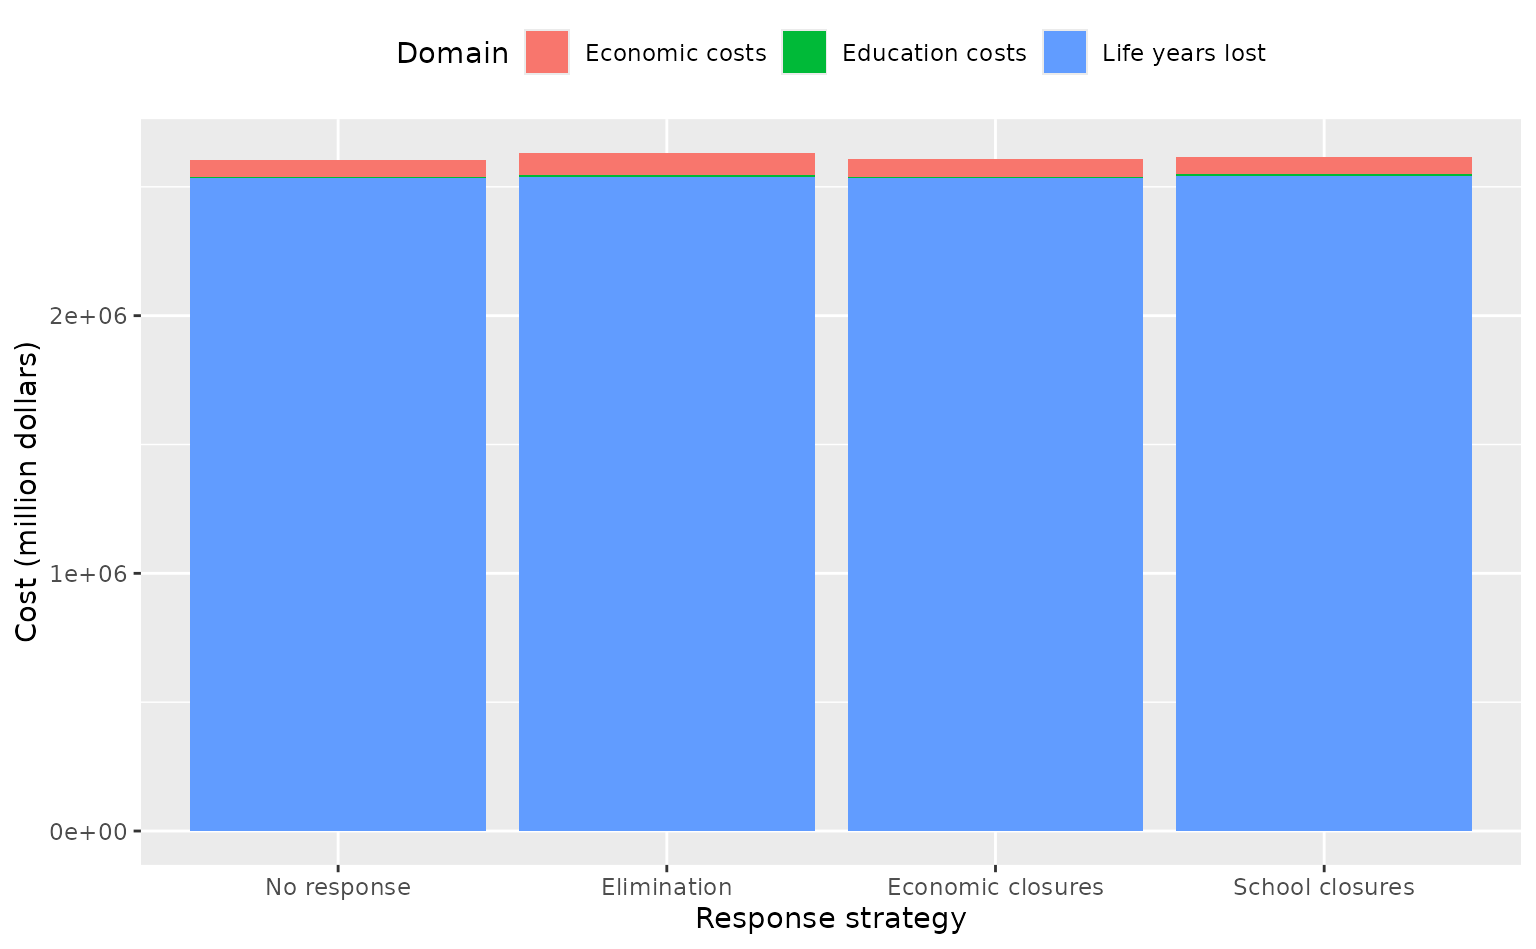 Domain Economic costs Education costs Life years lost
Cost (million dollars)
2e+06
1e+06
0e+00
No response Elimination Economic closures School closures
Response strategy